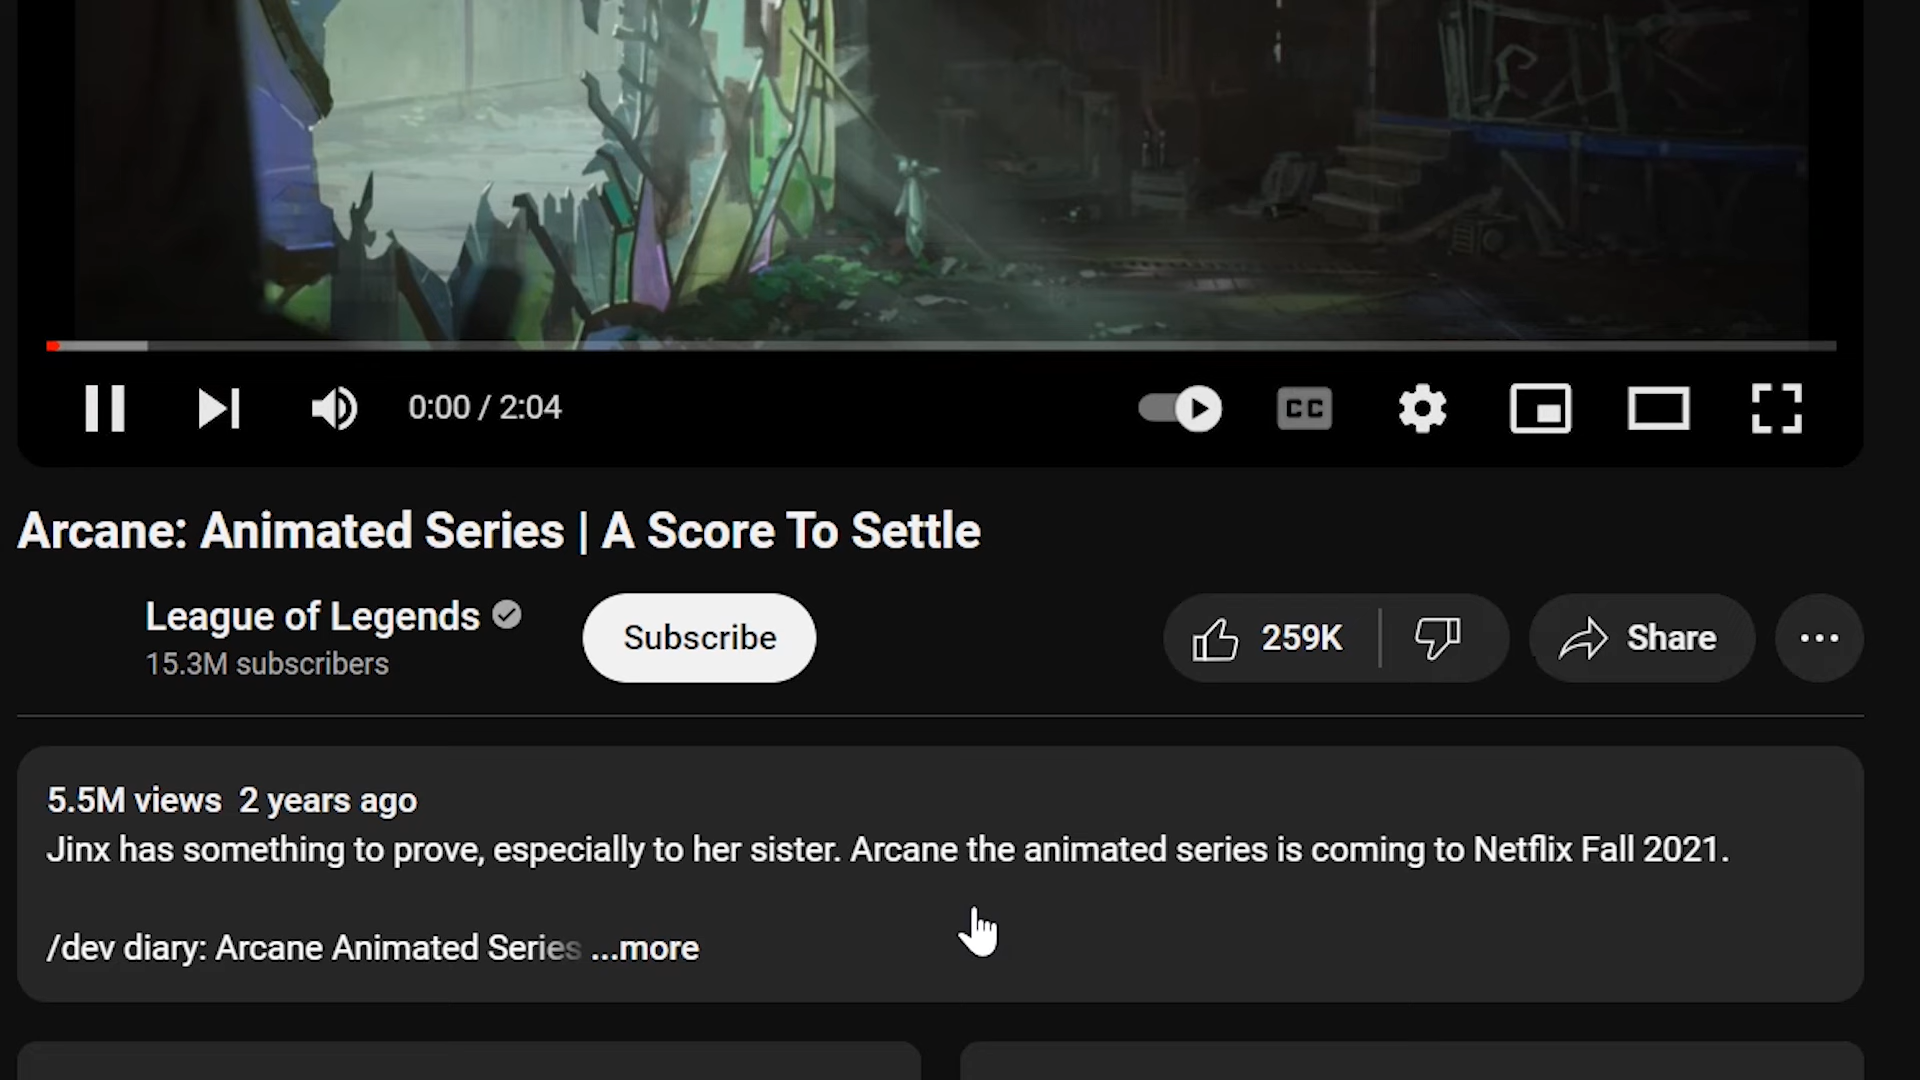 0:00 / 2:04
CC
Arcane: Animated Series | A Score To Settle
League of Legends
15.3M subscribers
Subscribe
259K
Share
5.5M views 2 years ago
Jinx has something to prove, especially to her sister. Arcane the animated series is coming to Netflix Fall 2021.
/dev diary: Arcane Animated Series ...more